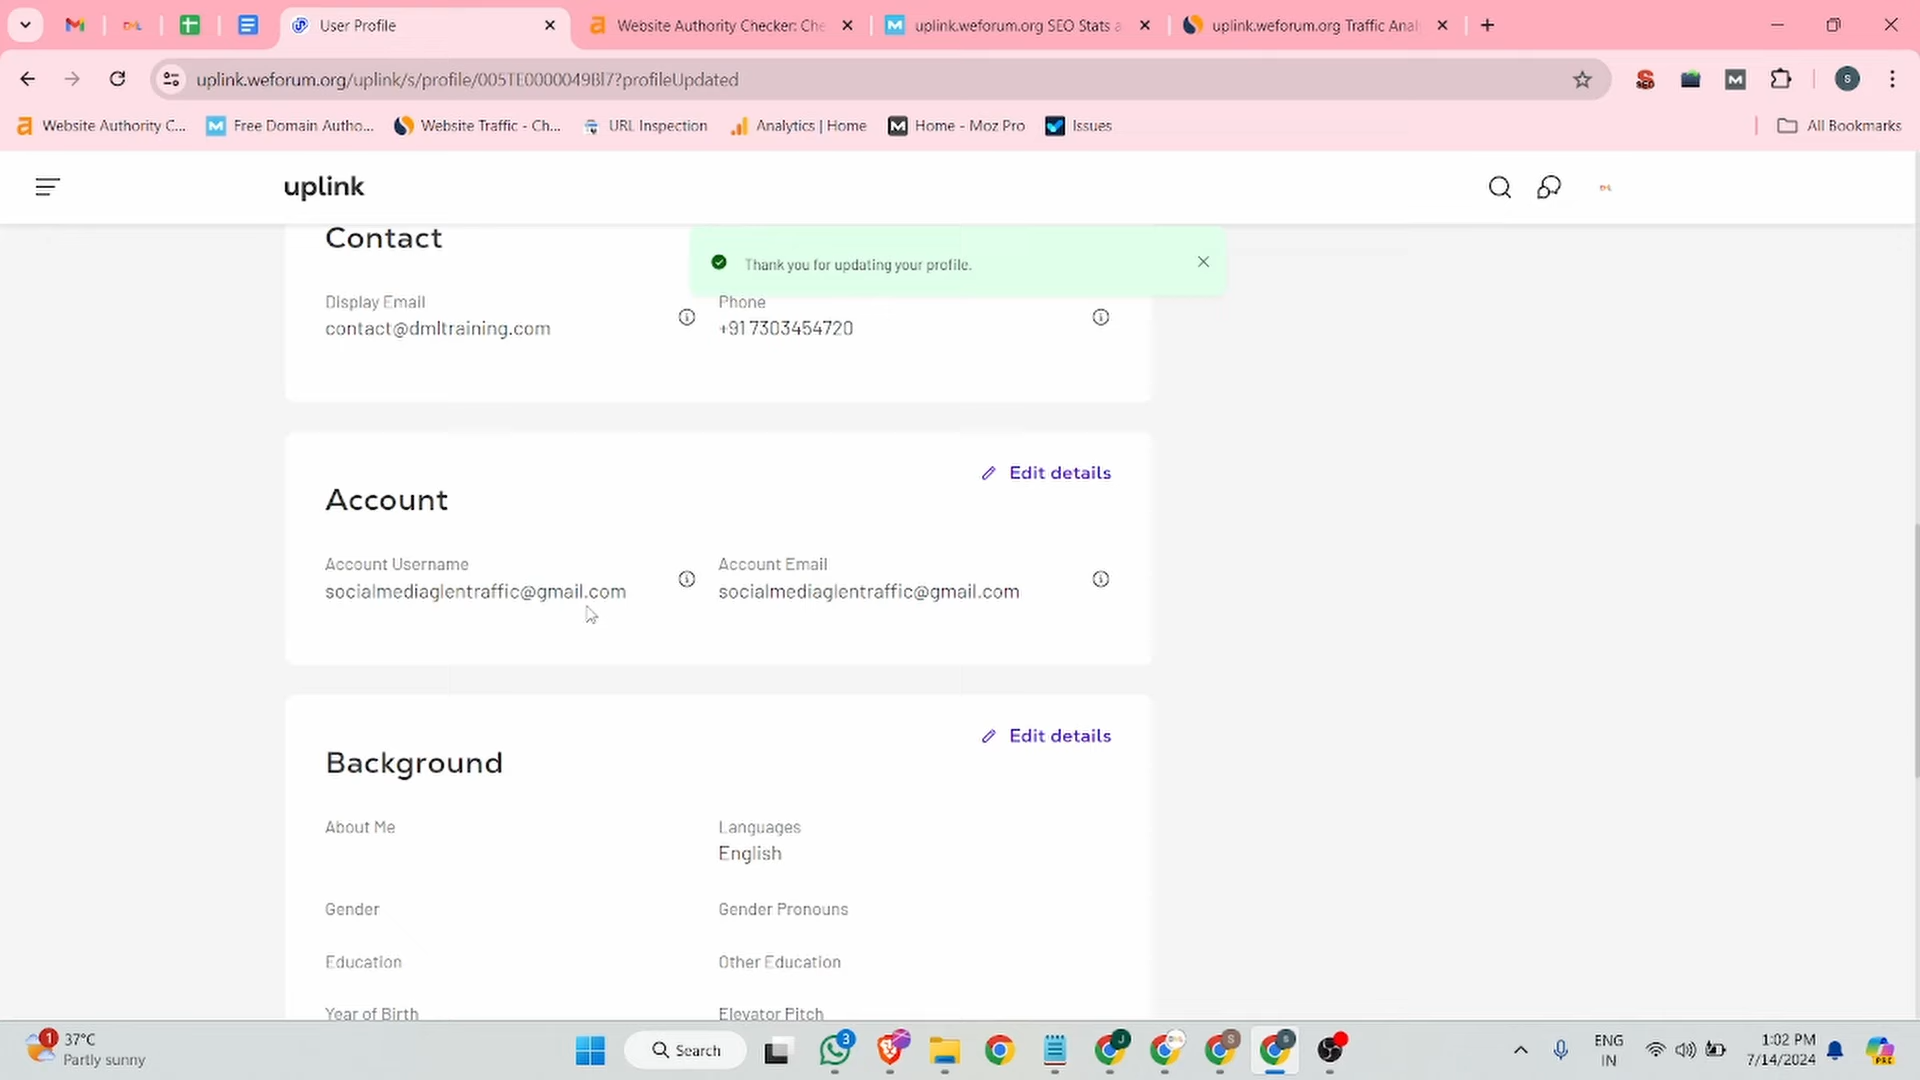 User Profile
Website Authority Checker: Che
uplink.weforum.org SEO Stats a
uplink.weforum.org Traffic Anal
uplink.weforum.org/uplink/s/profile/005TE0000049Bl7?profileUpdated
Website Authority C...
Free Domain Autho...
Website Traffic - Ch...
URL Inspection
Analytics | Home
Home - Moz Pro
Issues
All Bookmarks
uplink
Contact
Thank you for updating your profile.
Display Email
Phone
contact@dmltraining.com
+91 7303454720
Edit details
Account
Account Username
Account Email
socialmediaglentraffic@gmail.com
socialmediaglentraffic@gmail.com
Edit details
Background
About Me
Languages
English
Gender
Gender Pronouns
Education
Other Education
Year of Birth
Elevator Pitch
37°C
Partly sunny
Search
ENG
IN
1:02 PM
7/14/2024